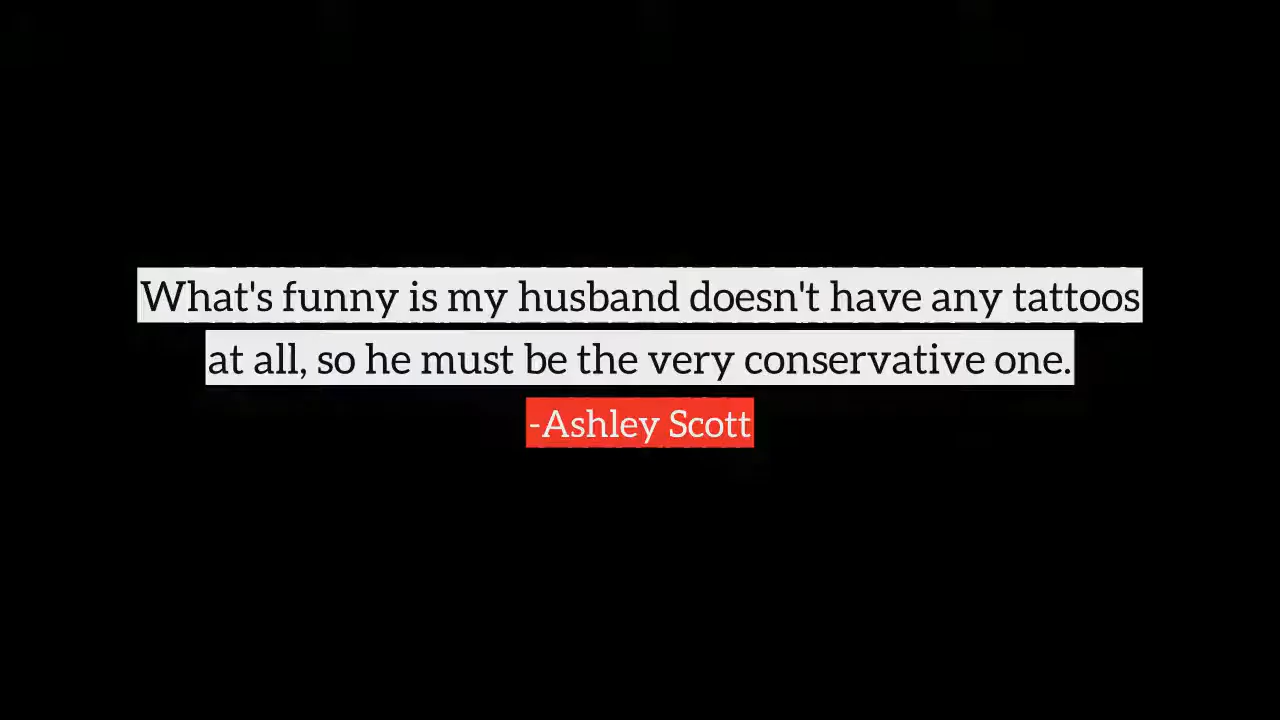 What's funny is my husband doesn't have any tattoos
at all, so he must be the very conservative one.
-Ashley Scott